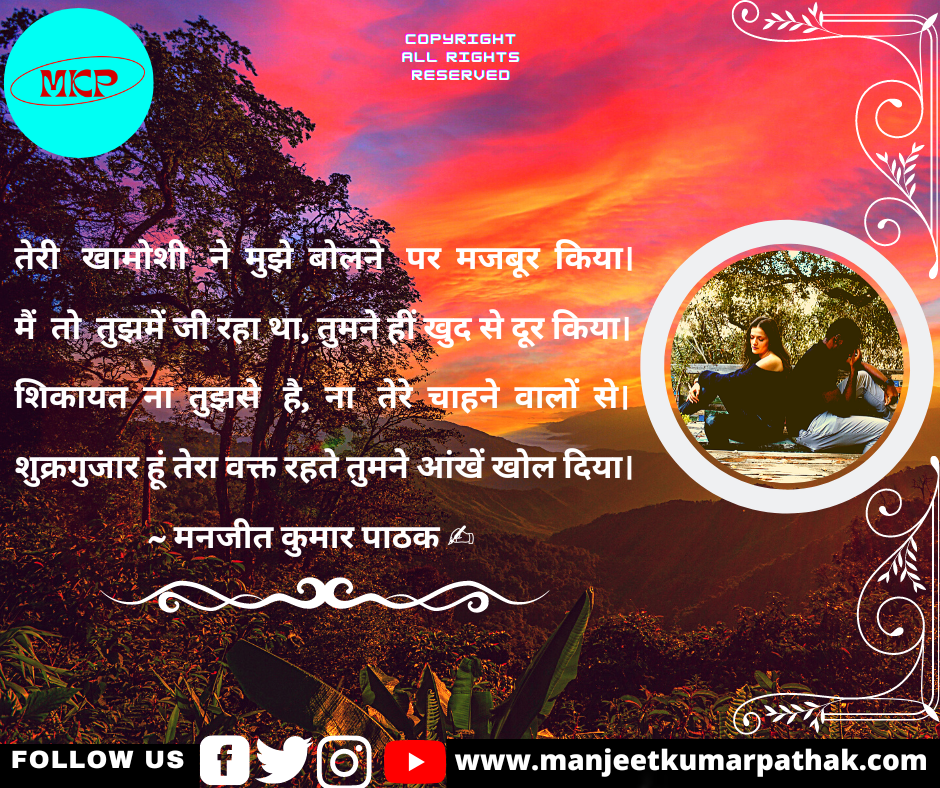 MKP
COPYRIGHT
ALL RIGHTS
RESERVED
तेरी खामोशी ने मुझे बोलने पर मजबूर किया।
मैं तो तुझमें जी रहा था, तुमने हीं खुद से दूर किया।
शिकायत ना तुझसे है, ना तेरे चाहने वालों से।
शुक्रगुजार हूं तेरा वक्त रहते तुमने आंखें खोल दिया।
~ मनजीत कुमार पाठक ✍
FOLLOW US
www.manjeetkumarpathak.com